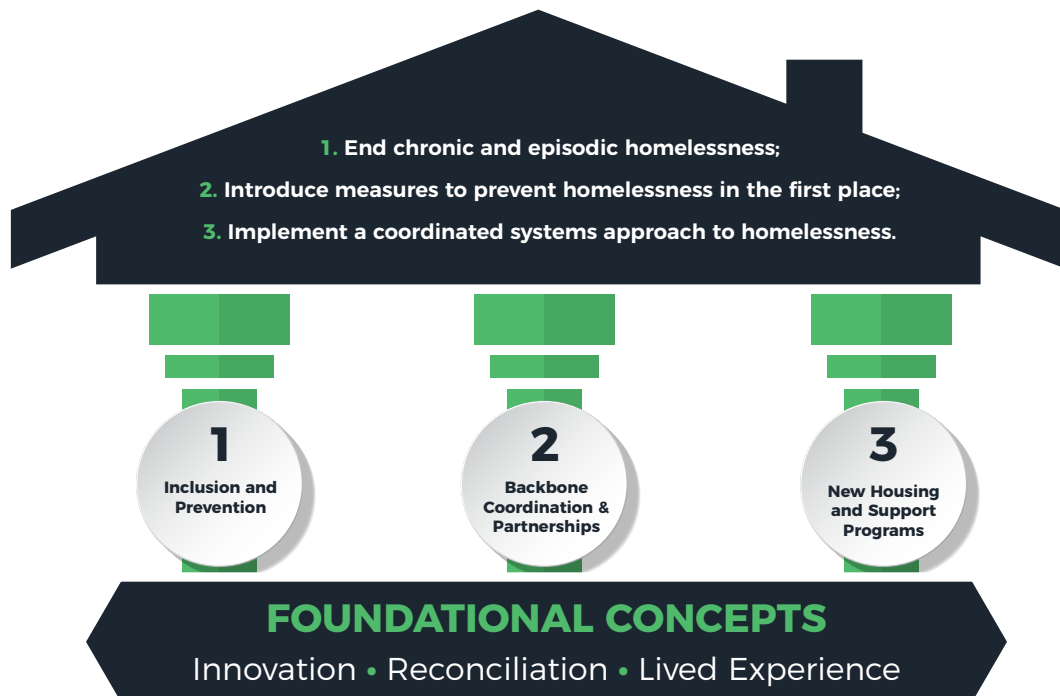 1. End chronic and episodic homelessness;
2. Introduce measures to prevent homelessness in the first place;
3. Implement a coordinated systems approach to homelessness.
1
Inclusion and
Prevention
2
Backbone
Coordination &
Partnerships
3
New Housing
and Support
Programs
FOUNDATIONAL CONCEPTS
Innovation • Reconciliation • Lived Experience